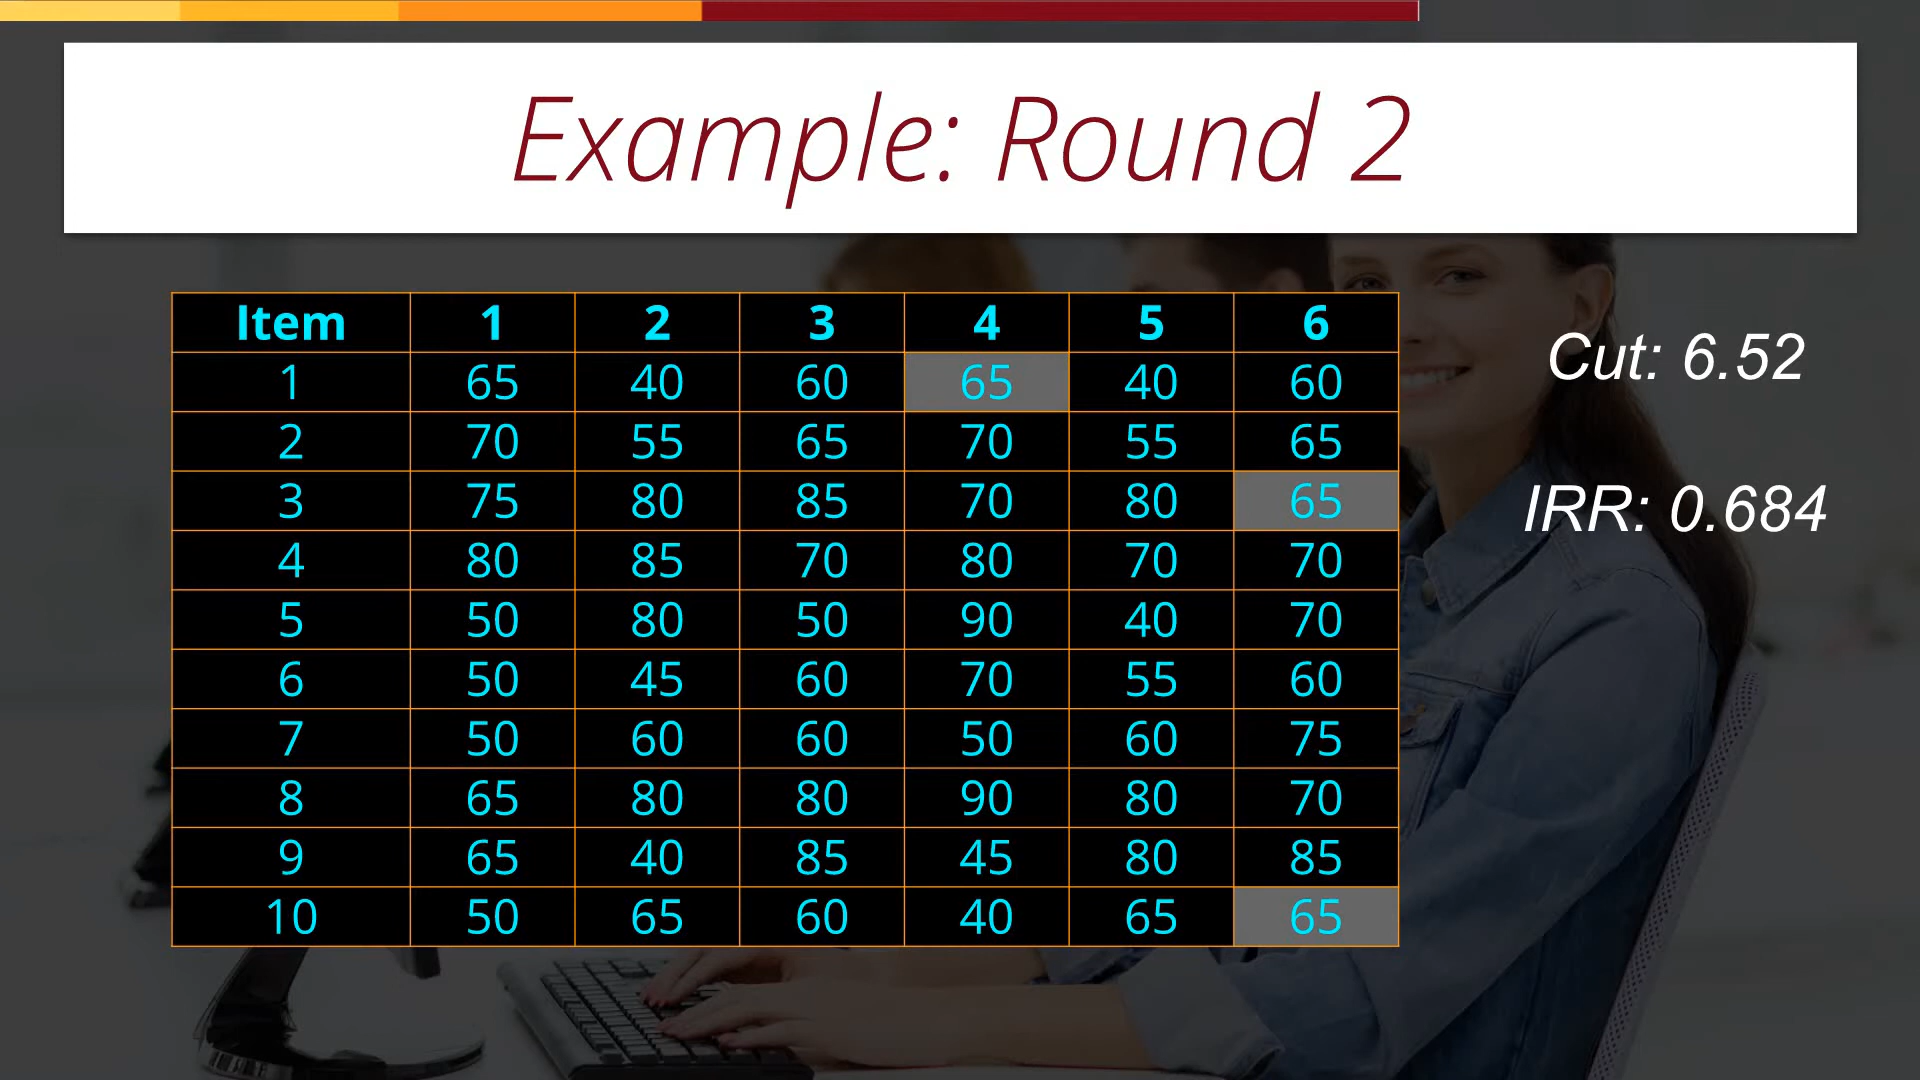 Example: Round 2
Item 1 2 3 4 5 6
1 65 40 60 65 40 60
2 70 55 65 70 55 65
3 75 80 85 70 80 65
4 80 85 70 80 70 70
5 50 80 50 90 40 70
6 50 45 60 70 55 60
7 50 60 60 50 60 75
8 65 80 80 90 80 70
9 65 40 85 45 80 85
10 50 65 60 40 65 65
Cut: 6.52
IRR: 0.684